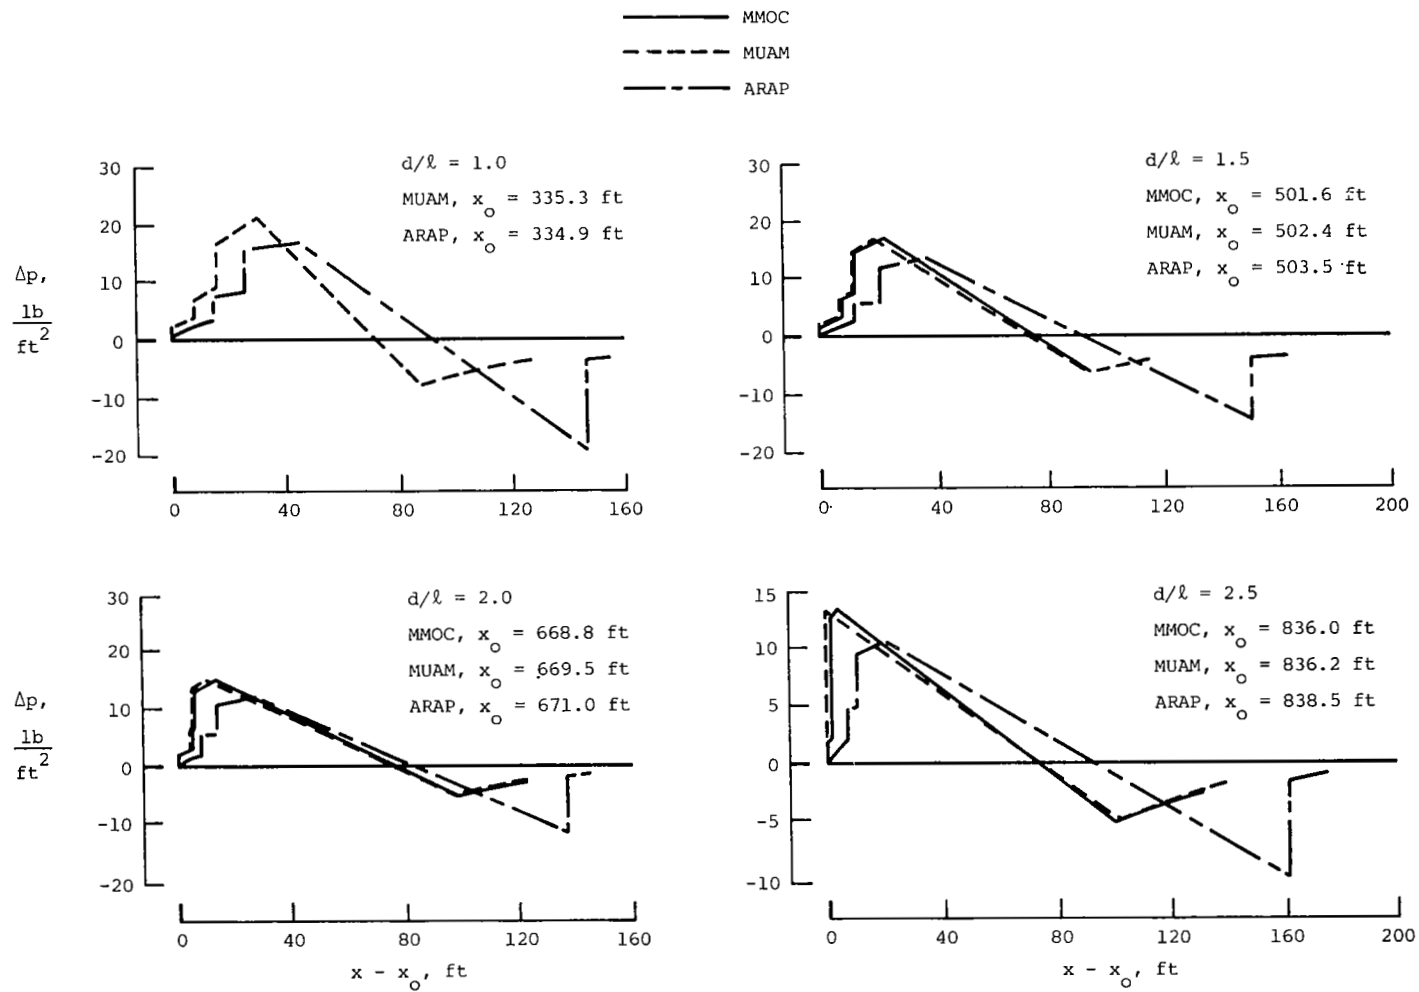 MMOC
MUAM
ARAP
d/ℓ = 1.0
MUAM, xo = 335.3 ft
ARAP, xo = 334.9 ft
Δp,
lb
ft2
30
20
10
0
-10
-20
0 40 80 120 160
d/ℓ = 1.5
MMOC, xo = 501.6 ft
MUAM, xo = 502.4 ft
ARAP, xo = 503.5 ft
30
20
10
0
-10
-20
0 40 80 120 160 200
d/ℓ = 2.0
MMOC, xo = 668.8 ft
MUAM, xo = 669.5 ft
ARAP, xo = 671.0 ft
Δp,
lb
ft2
30
20
10
0
-10
-20
0 40 80 120 160
x - xo, ft
d/ℓ = 2.5
MMOC, xo = 836.0 ft
MUAM, xo = 836.2 ft
ARAP, xo = 838.5 ft
15
10
5
0
-5
-10
0 40 80 120 160 200
x - xo, ft